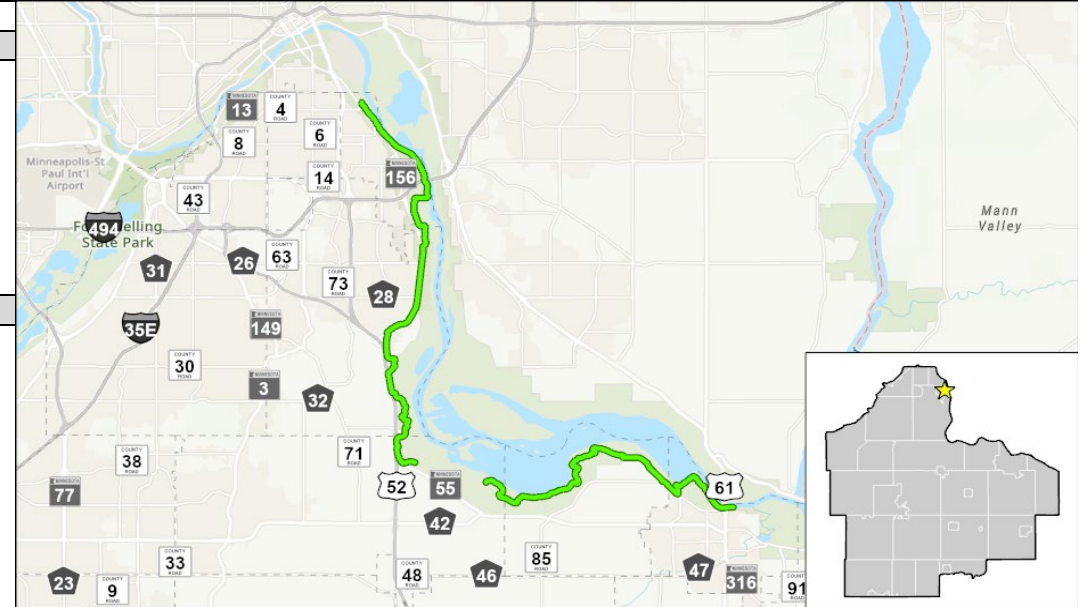 MINNESOTA
13
COUNTY
4
ROAD
COUNTY
8
ROAD
COUNTY
6
ROAD
Minneapolis-St
Paul Int'l
Airport
COUNTY
14
ROAD
MINNESOTA
156
COUNTY
43
ROAD
494
Fo
elling
State Park
Mann
Valley
31
26
COUNTY
63
ROAD
COUNTY
73
ROAD
28
35E
MINNESOTA
149
COUNTY
30
ROAD
MINNESOTA
3
32
COUNTY
38
ROAD
COUNTY
71
ROAD
MINNESOTA
77
52
MINNESOTA
55
61
42
COUNTY
33
ROAD
23
COUNTY
9
ROAD
COUNTY
48
ROAD
46
COUNTY
85
ROAD
47
MINNESOTA
316
COUNTY
91
ROAD